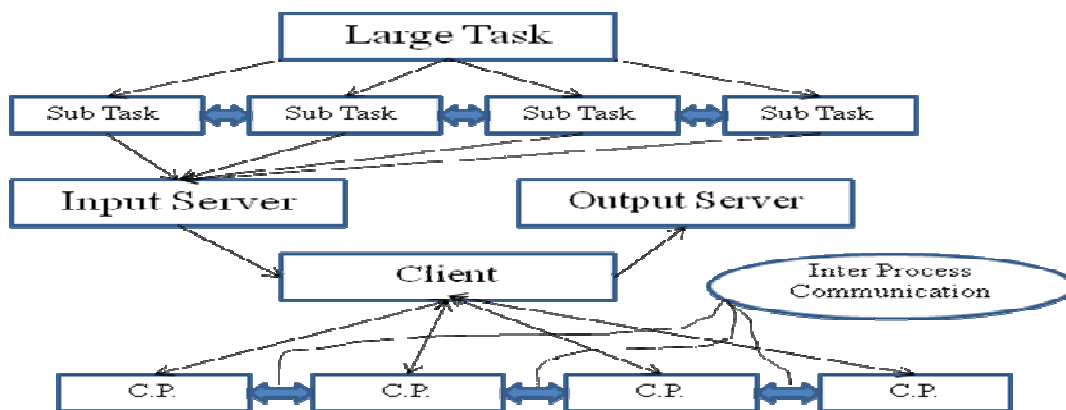 Large Task
Sub Task
Sub Task
Sub Task
Sub Task
Input Server
Output Server
Client
Inter Process
Communication
C.P.
C.P.
C.P.
C.P.